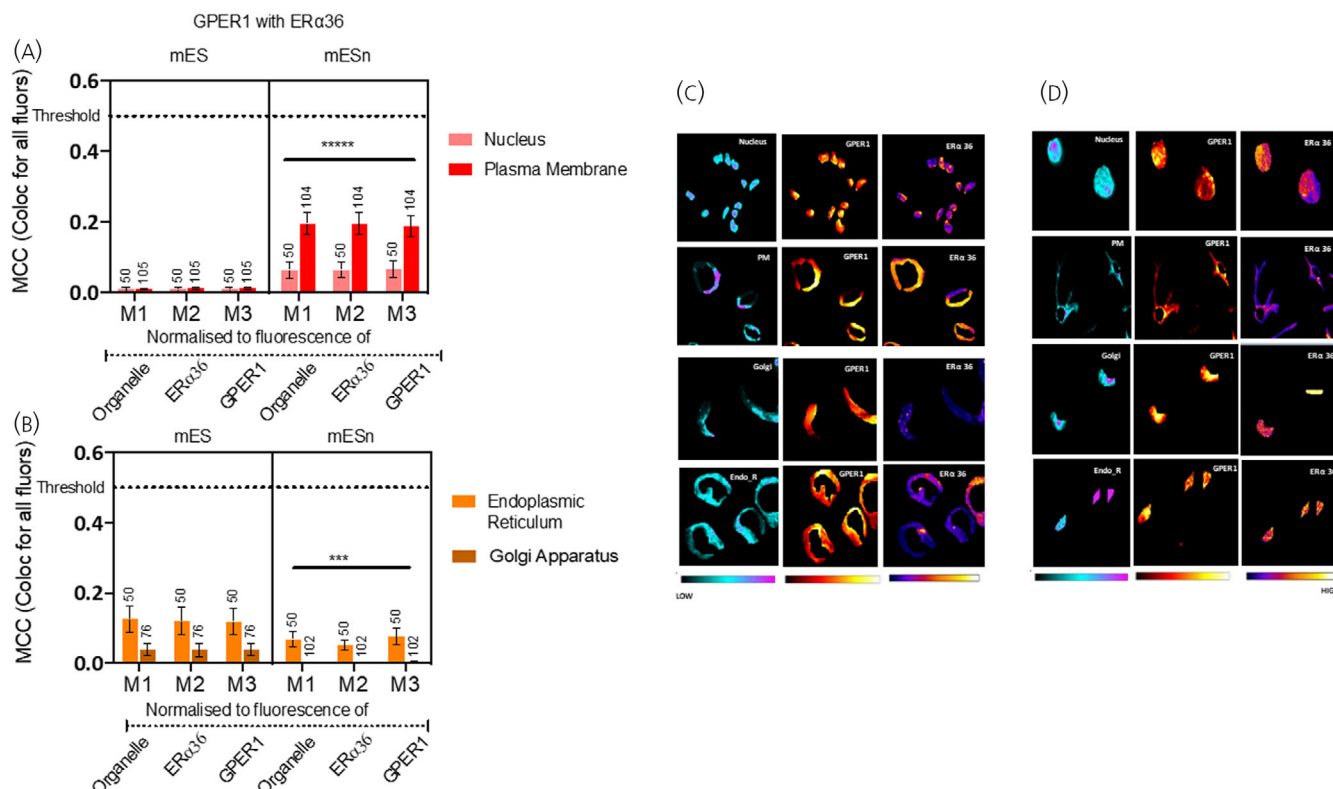 GPER1 with ERα36
(A)
mES mESn
MCC (Coloc for all fluors)
0.6
Threshold
0.4
0.2
0.0
*****
50 105 50 105 50 105 50 104 50 104 50 104
M1 M2 M3 M1 M2 M3
Normalised to fluorescence of
Organelle ERα36 GPER1 Organelle ERα36 GPER1
Nucleus
Plasma Membrane
(B)
mES mESn
MCC (Coloc for all fluors)
0.6
Threshold
0.4
0.2
0.0
***
50 76 50 76 50 76 50 102 50 102 50 102
M1 M2 M3 M1 M2 M3
Normalised to fluorescence of
Organelle ERα36 GPER1 Organelle ERα36 GPER1
Endoplasmic
Reticulum
Golgi Apparatus
(C)
Nucleus GPER1 ERα 36
PM GPER1 ERα 36
Golgi GPER1 ERα 36
Endo_R GPER1 ERα 36
LOW
(D)
Nucleus GPER1 ERα 36
PM GPER1 ERα 36
Golgi GPER1 ERα 36
Endo_R GPER1 ERα 36
HIG